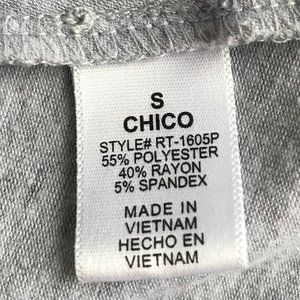 S
CHICO
STYLE# RT-1605P
55% POLYESTER
40% RAYON
5% SPANDEX
MADE IN
VIETNAM
HECHO EN
VIETNAM